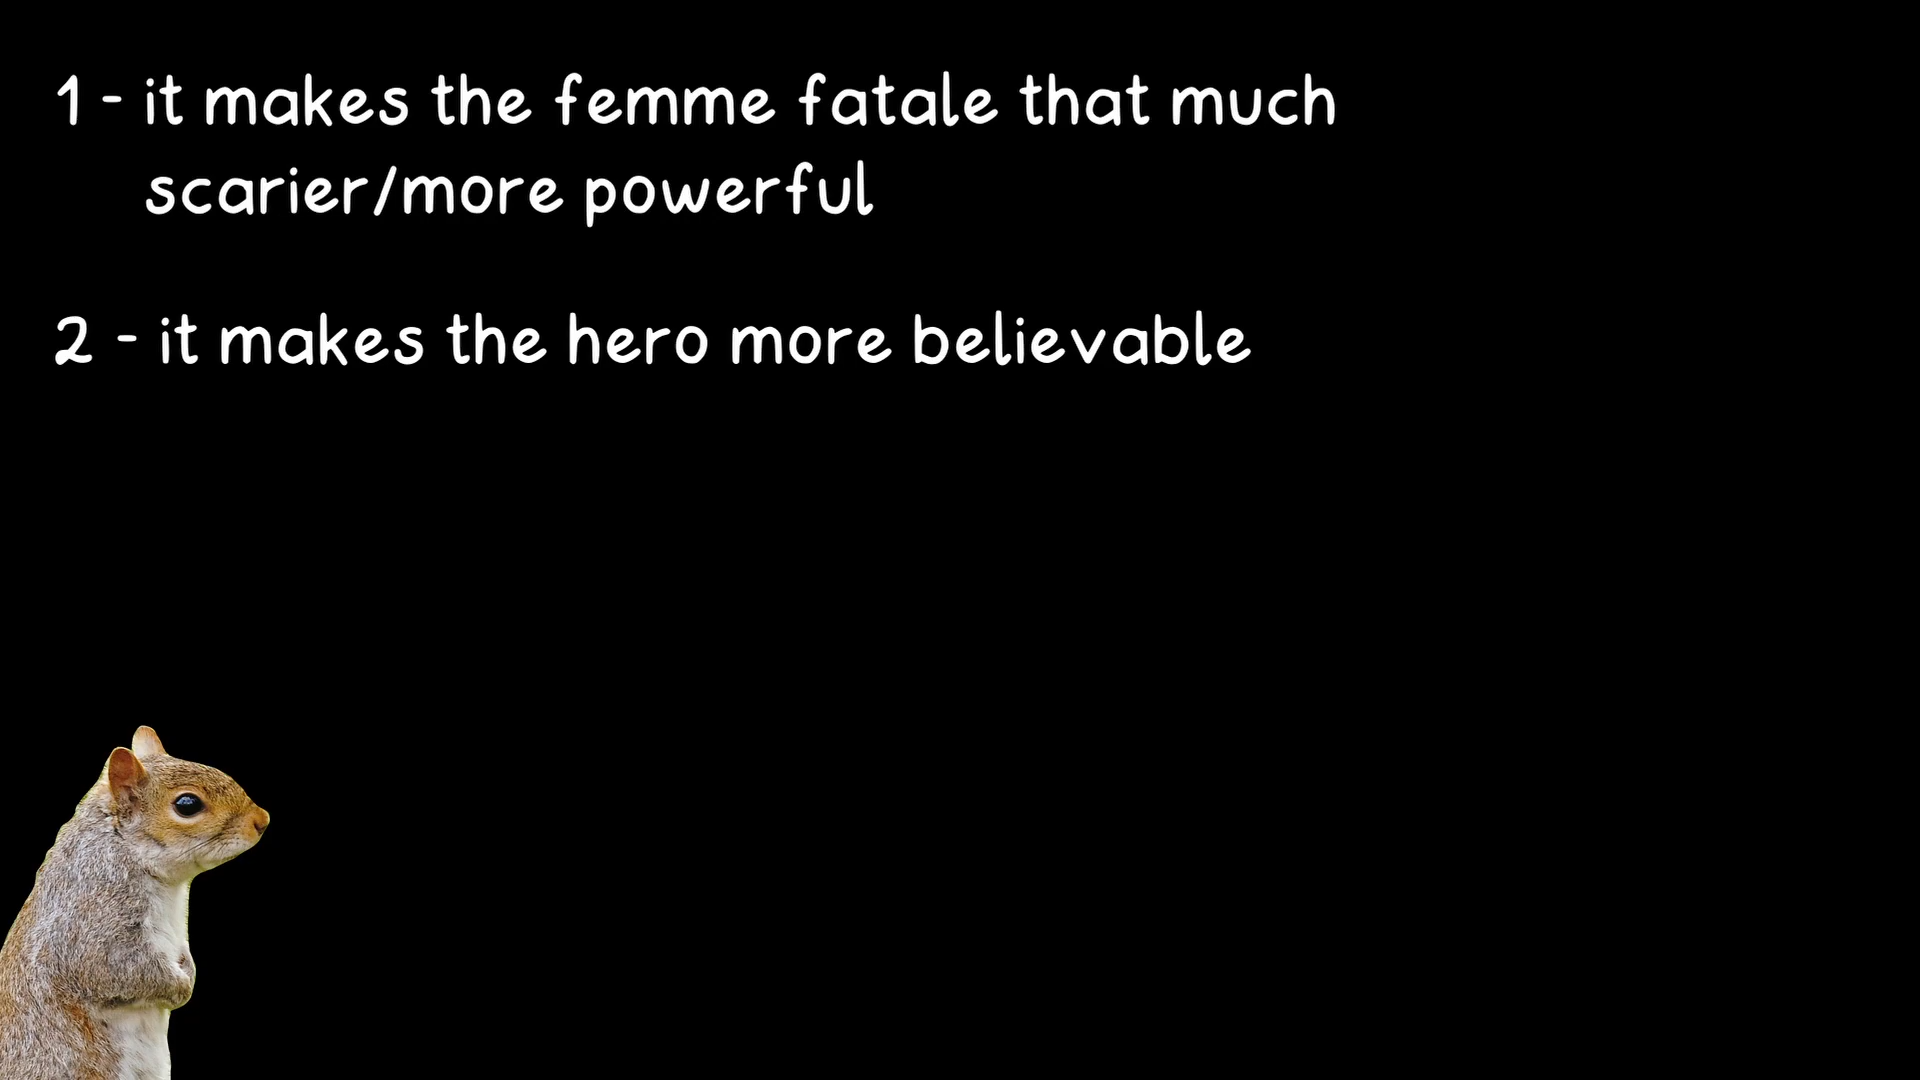 1 - it makes the femme fatale that much
scarier/more powerful
2 - it makes the hero more believable